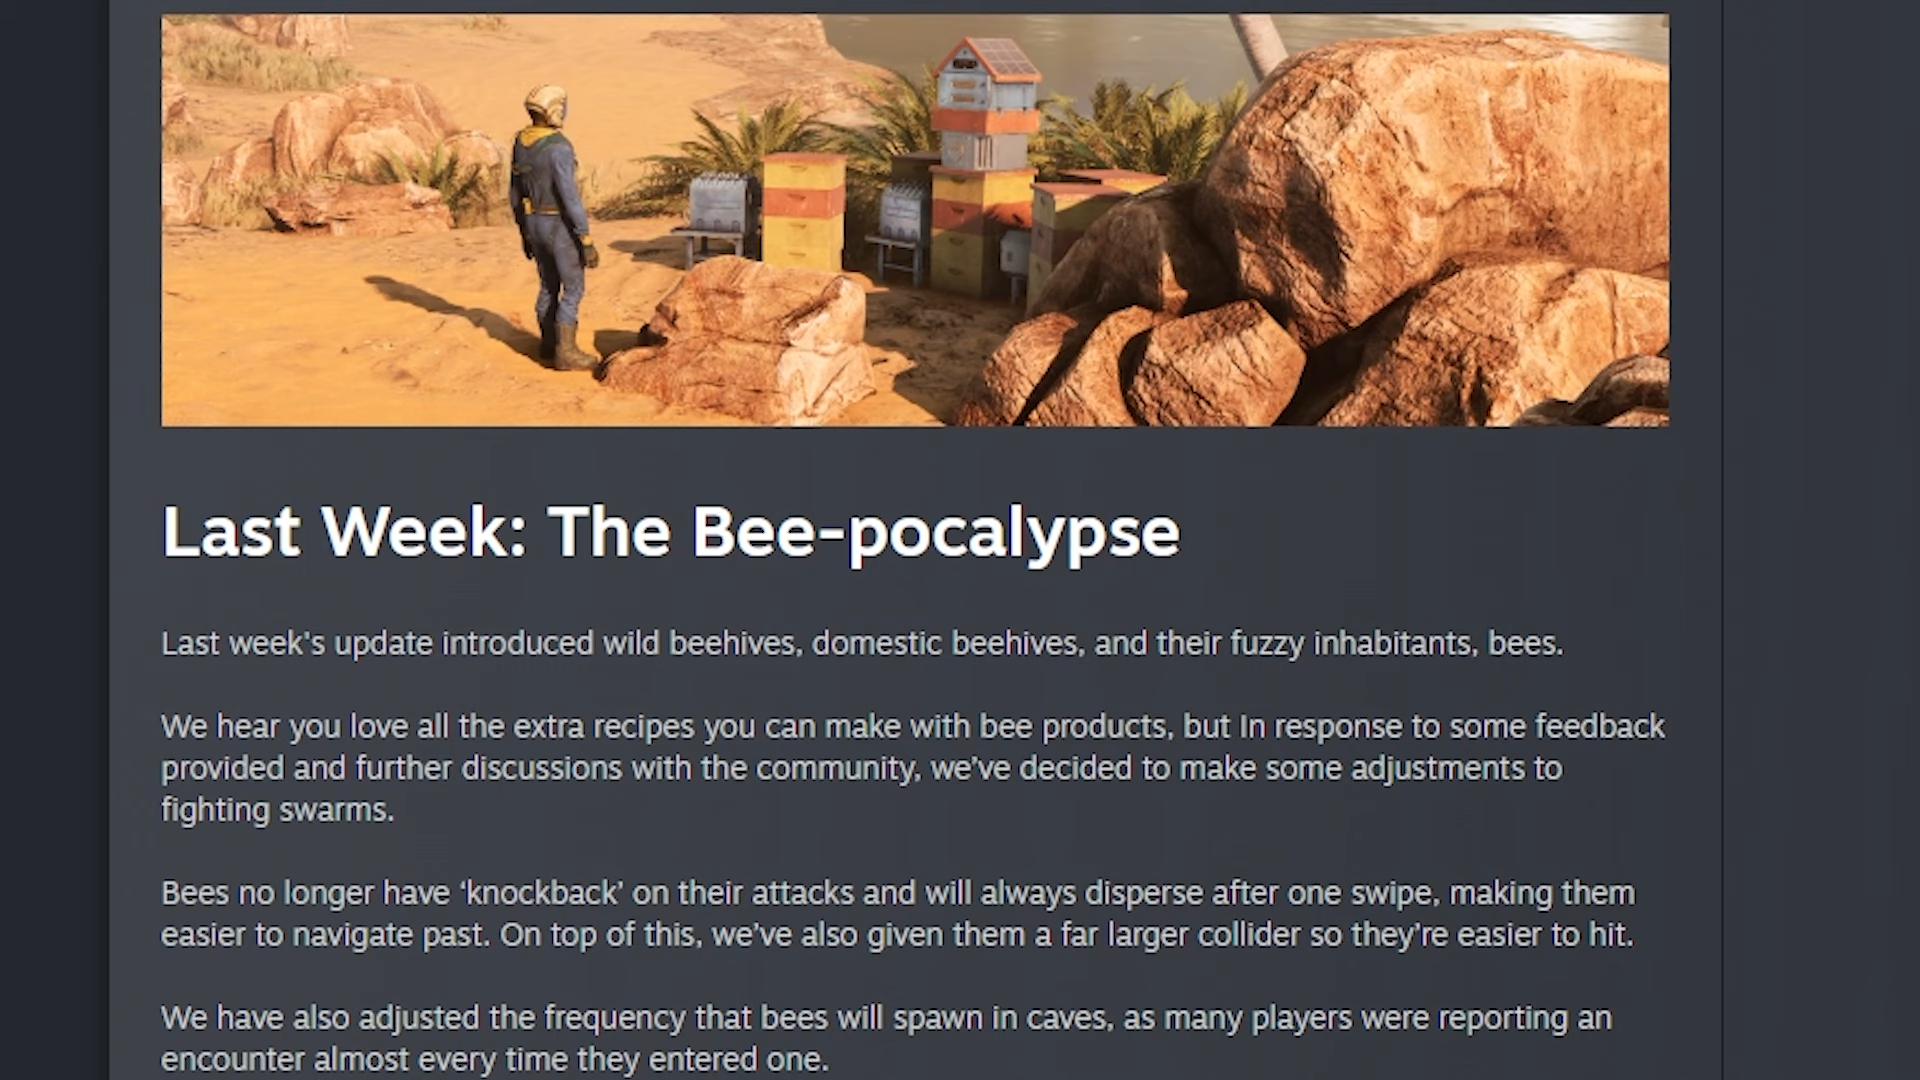 Last Week: The Bee-pocalypse
Last week's update introduced wild beehives, domestic beehives, and their fuzzy inhabitants, bees.
We hear you love all the extra recipes you can make with bee products, but In response to some feedback
provided and further discussions with the community, we've decided to make some adjustments to
fighting swarms.
Bees no longer have ‘knockback’ on their attacks and will always disperse after one swipe, making them
easier to navigate past. On top of this, we’ve also given them a far larger collider so they’re easier to hit.
We have also adjusted the frequency that bees will spawn in caves, as many players were reporting an
encounter almost every time they entered one.